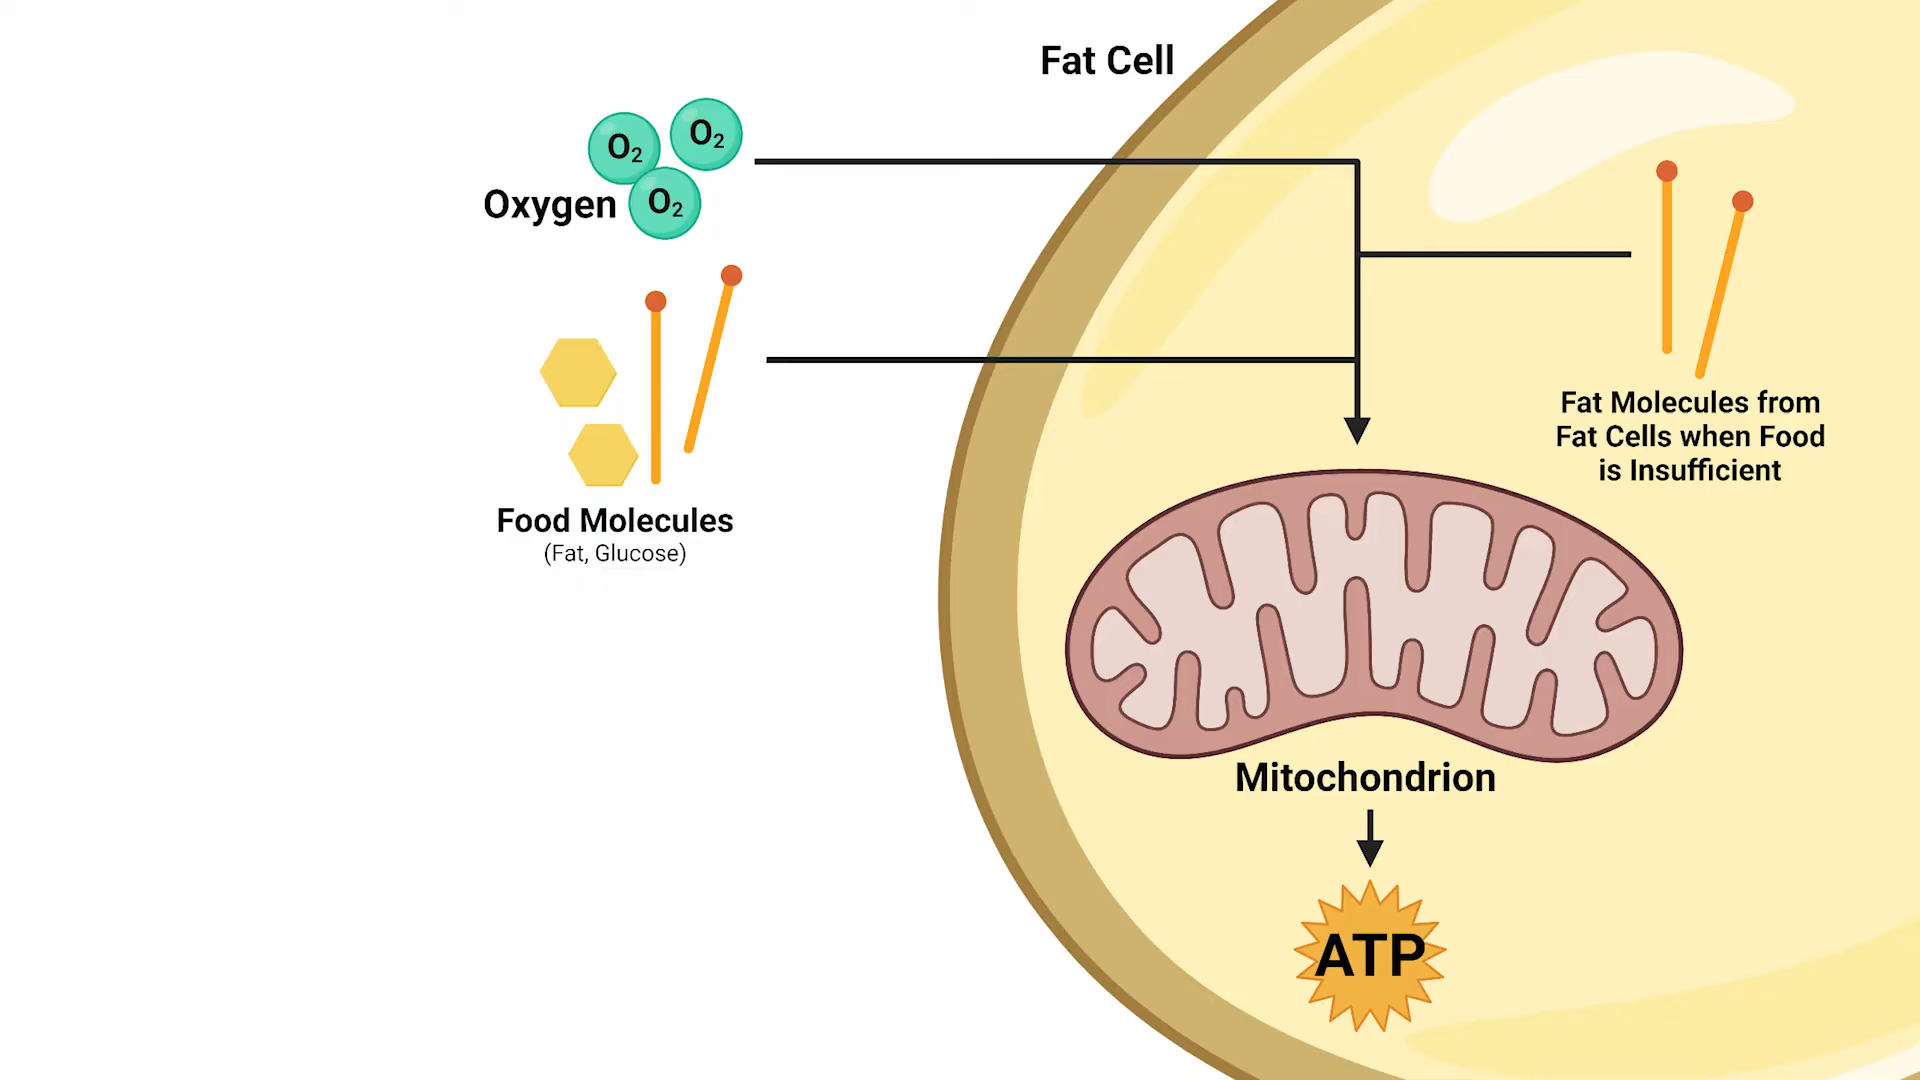 Fat Cell
O₂
O₂
Oxygen
O₂
Food Molecules
(Fat, Glucose)
Fat Molecules from
Fat Cells when Food
is Insufficient
Mitochondrion
ATP